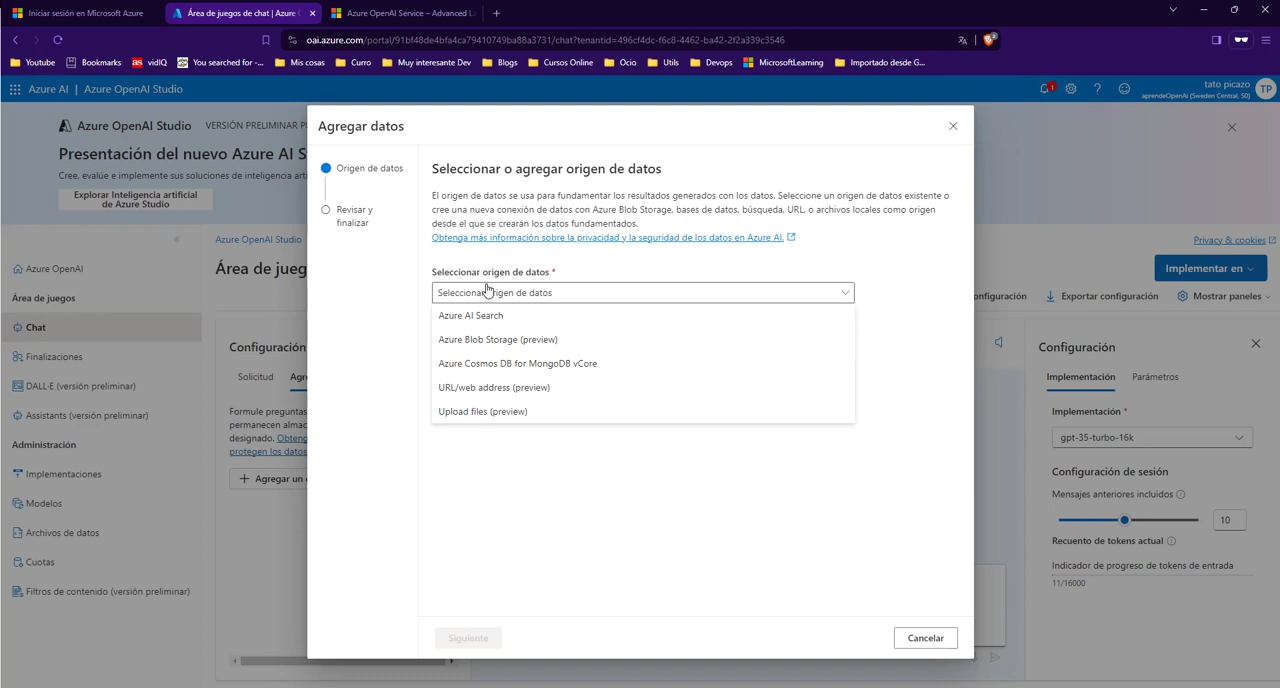 Iniciar sesión en Microsoft Azure
Área de juegos de chat | Azure
Azure OpenAI Service – Advanced L
oai.azure.com/portal/91bf48de4bfa4ca79410749ba88a3731/chat?tenantid=496cf4dc-f6c8-4462-ba42-2f2a339c3546
Youtube
Bookmarks
vidIQ
You searched for -...
Mis cosas
Curro
Muy interesante Dev
Blogs
Cursos Online
Ocio
Utils
Devops
MicrosoftLearning
Importado desde G...
Azure AI | Azure OpenAI Studio
1
tato picazo
aprendeOpenAi (Sweden Central, S0)
TP
Azure OpenAI Studio
VERSIÓN PRELIMINAR P
Presentación del nuevo Azure AI S
Cree, evalúe e implemente sus soluciones de inteligencia arti
Explorar Inteligencia artificial
de Azure Studio
Azure OpenAI
Área de juegos
Chat
Finalizaciones
DALL·E (versión preliminar)
Assistants (versión preliminar)
Administración
Implementaciones
Modelos
Archivos de datos
Cuotas
Filtros de contenido (versión preliminar)
Azure OpenAI Studio
Privacy & cookies
Área de jueg
Implementar en
onfiguración
Exportar configuración
Mostrar paneles
Configuración
Solicitud
Agre
Formule preguntas
permanecen almac
designado. Obteng
protegen los datos
Agregar un
Agregar datos
Origen de datos
Revisar y
finalizar
Seleccionar o agregar origen de datos
El origen de datos se usa para fundamentar los resultados generados con los datos. Seleccione un origen de datos existente o
cree una nueva conexión de datos con Azure Blob Storage, bases de datos, búsqueda, URL, o archivos locales como origen
desde el que se crearán los datos fundamentados.
Obtenga más información sobre la privacidad y la seguridad de los datos en Azure AI.
Seleccionar origen de datos *
Seleccionar origen de datos
Azure AI Search
Azure Blob Storage (preview)
Azure Cosmos DB for MongoDB vCore
URL/web address (preview)
Upload files (preview)
Siguiente
Cancelar
Configuración
Implementación
Parámetros
Implementación *
gpt-35-turbo-16k
Configuración de sesión
Mensajes anteriores incluidos
10
Recuento de tokens actual
Indicador de progreso de tokens de entrada
11/16000